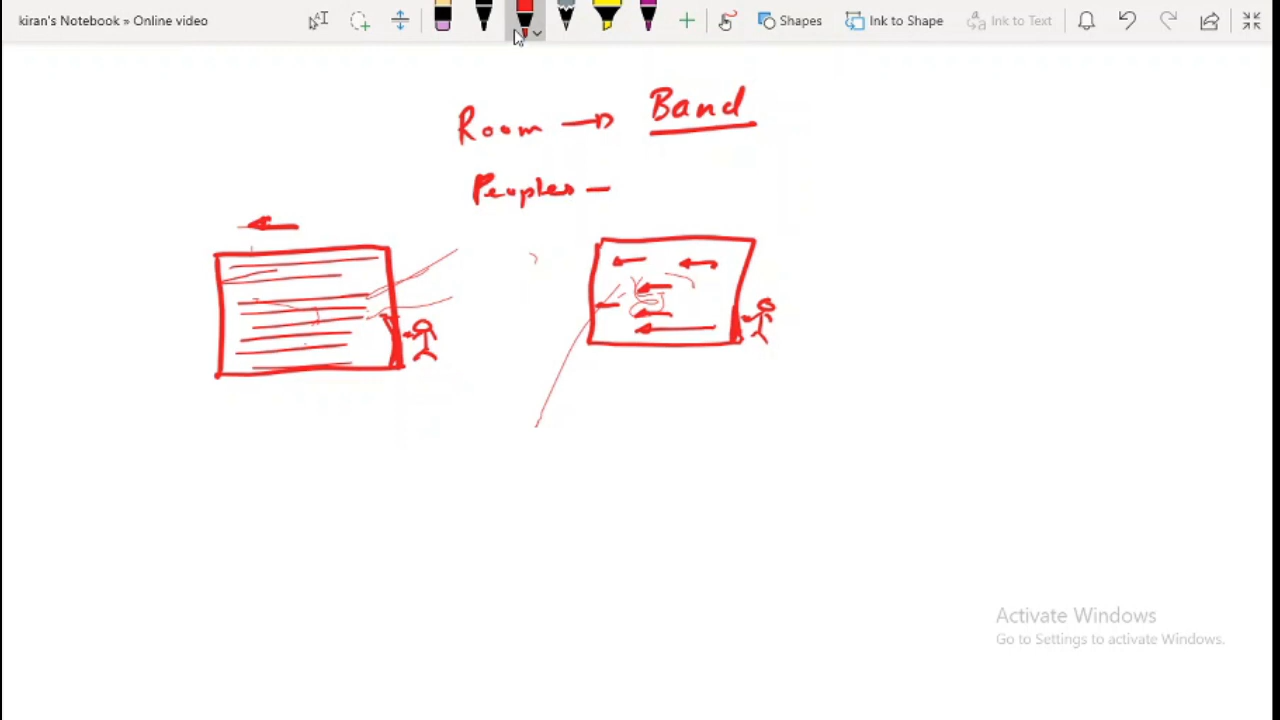 kiran's Notebook » Online video
Shapes
Ink to Shape
Ink to Text
Room → Band
Peoples –
Activate Windows
Go to Settings to activate Windows.